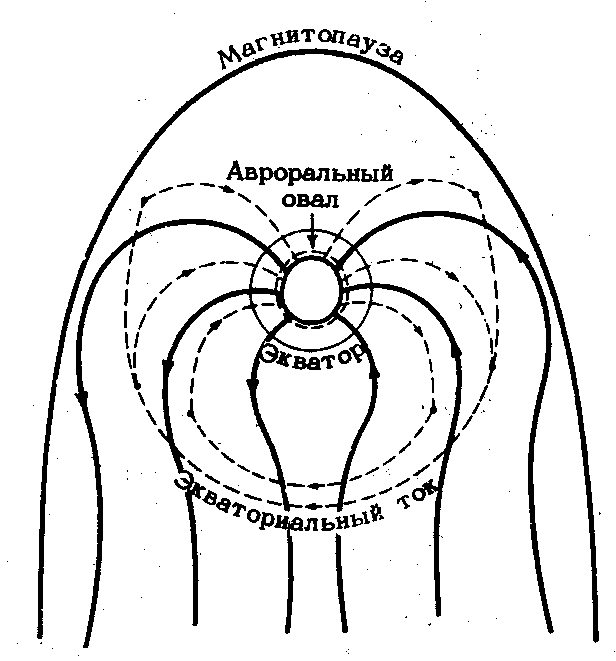 Магнитопауза
Авроральный
овал
Экватор
Экваториальный ток